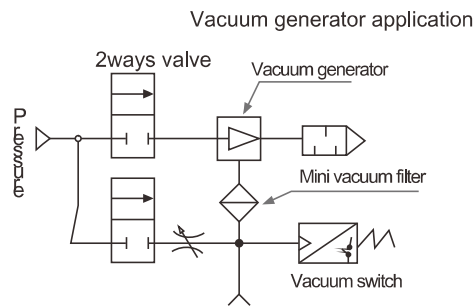 Vacuum generator application
2ways valve
Vacuum generator
Pressure
Mini vacuum filter
Vacuum switch